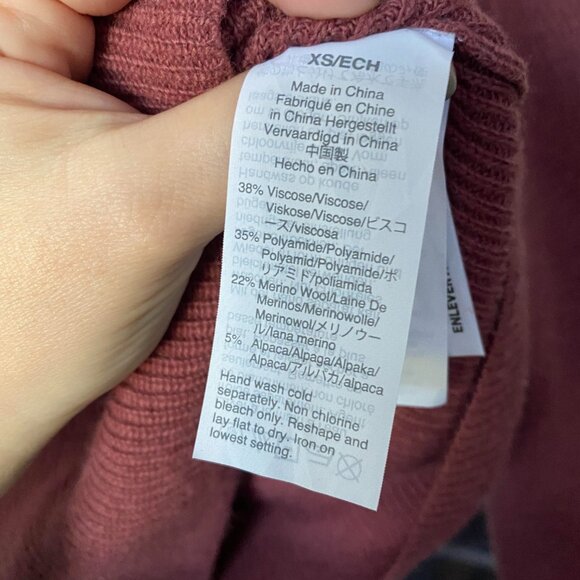 XS/ECH
Made in China
Fabriqué en Chine
in China Hergestellt
Vervaardigd in China
中国製
Hecho en China
38% Viscose/Viscose/
Viskose/Viscose/ビスコ
ース/viscosa
35% Polyamide/Polyamide/
Polyamid/Polyamide/ポ
リアミド/poliamida
22% Merino Wool/Laine De
Merinos/Merinowolle/
Merinowol/メリノウー
ル/lana merino
5% Alpaca/Alpaga/Alpaka/
Alpaca/アルパカ/alpaca
Hand wash cold
separately. Non chlorine
bleach only. Reshape and
lay flat to dry. Iron on
lowest setting.
ENLEVER